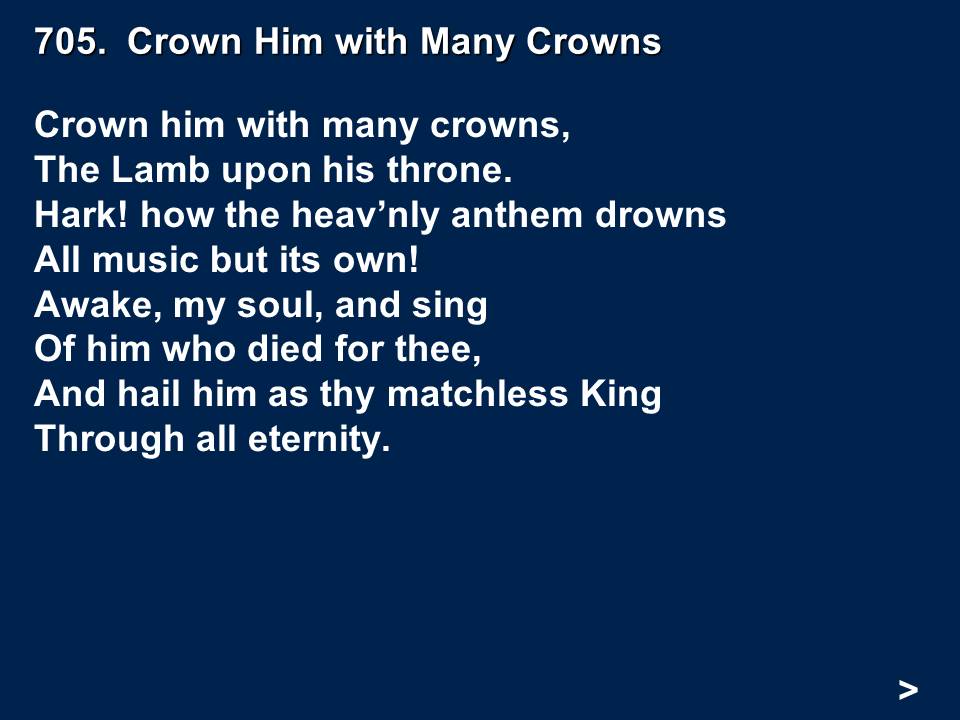 705.  Crown Him with Many Crowns
Crown him with many crowns,
The Lamb upon his throne.
Hark! how the heav’nly anthem drowns
All music but its own!
Awake, my soul, and sing
Of him who died for thee,
And hail him as thy matchless King
Through all eternity.
>